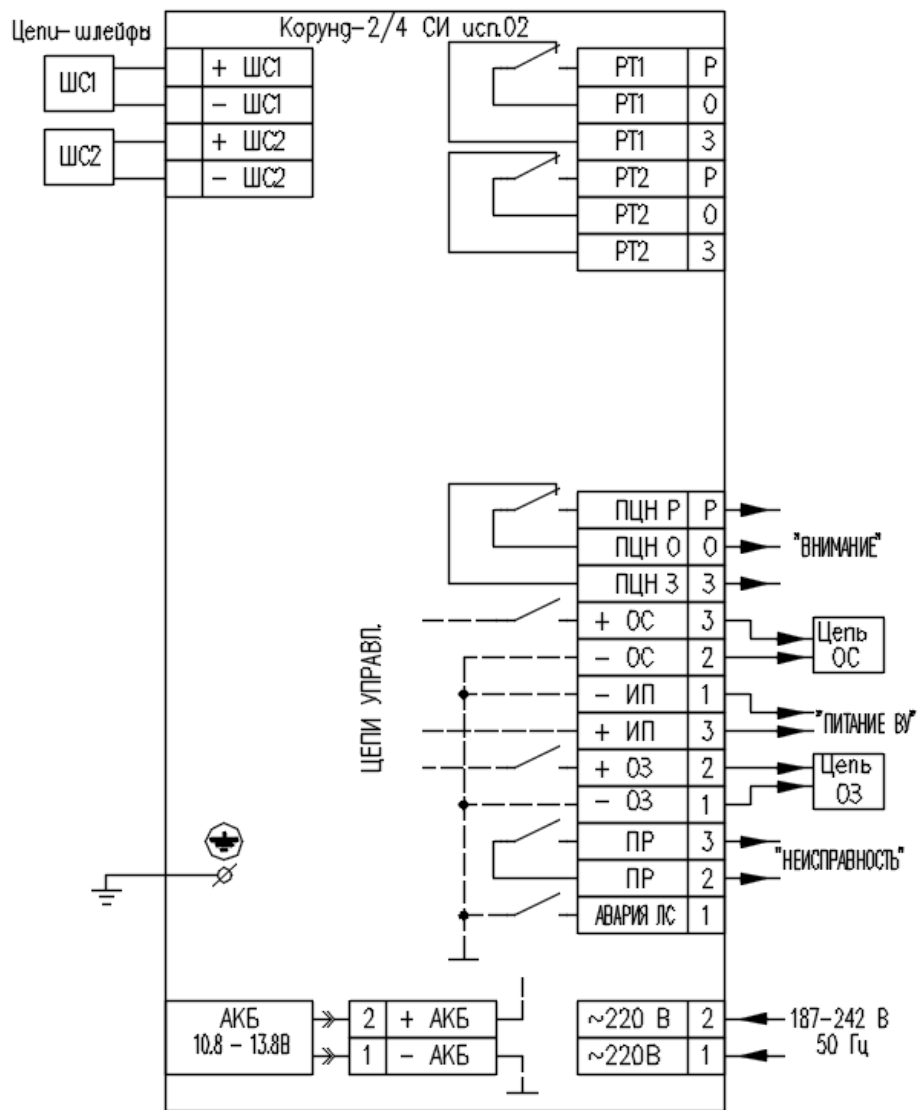 Цепи-шлейфы
Корунд-2/4 СИ исп.02
ШС1
+ ШС1
- ШС1
ШС2
+ ШС2
- ШС2
РТ1 Р
РТ1 О
РТ1 З
РТ2 Р
РТ2 О
РТ2 З
ПЦН Р Р
ПЦН О О "ВНИМАНИЕ"
ПЦН З З
ЦЕПИ УПРАВЛ.
+ ОС 3
- ОС 2
Цепь
ОС
- ИП 1
+ ИП 3
"ПИТАНИЕ ВУ"
+ ОЗ 2
- ОЗ 1
Цепь
ОЗ
ПР 3
ПР 2
"НЕИСПРАВНОСТЬ"
АВАРИЯ ЛС 1
АКБ
10.8 - 13.8В
2 + АКБ
1 - АКБ
~220 В 2
~220В 1
187-242 В
50 Гц